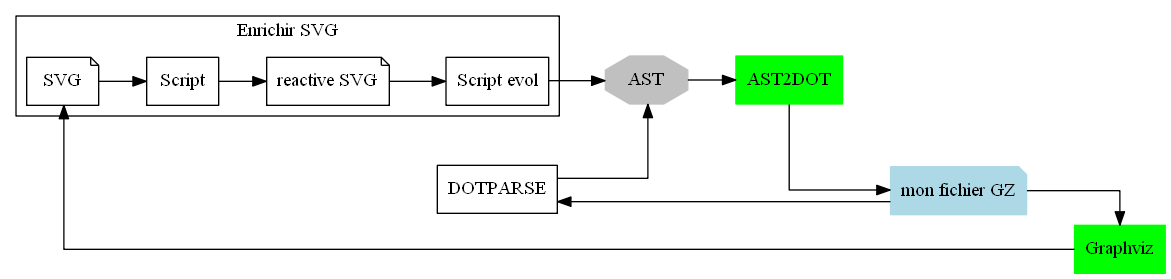 Enrichir SVG
SVG
Script
reactive SVG
Script evol
AST
AST2DOT
DOTPARSE
mon fichier GZ
Graphviz